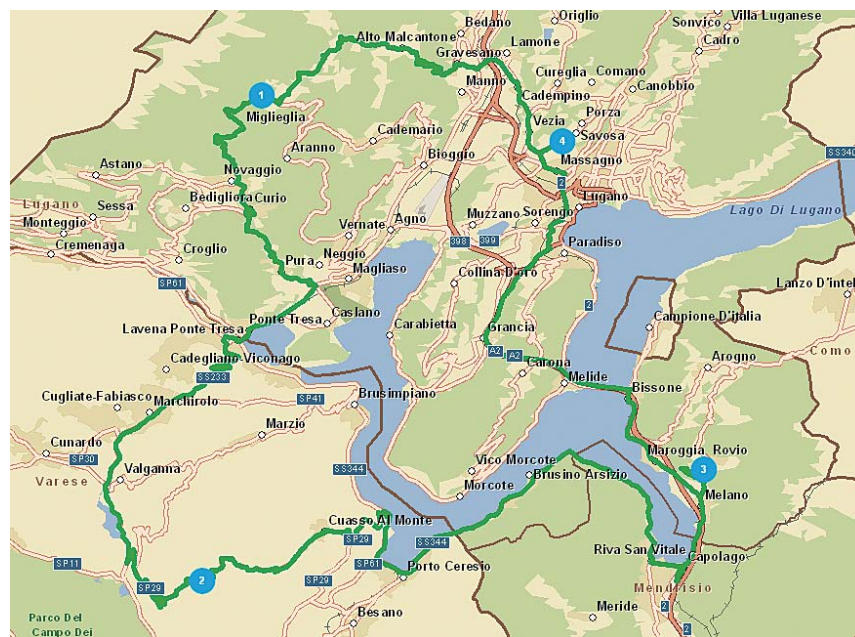 Bedano
Origlio
Villa Luganese
Sonvico
Alto Malcantone
Lamone
Cadro
Gravesano
Manno
Cureglia
Comano
Canobbio
1
Cadempino
Miglieglia
Porza
Vezia
Savosa
4
Cademario
Massagno
SS340
Aranno
Bioggio
Astano
Novaggio
2
Lugano
Bedigliora
Curio
Lugano
Sessa
Lago Di Lugano
Monteggio
Vernate
Agno
Muzzano
Sorengo
398
399
Paradiso
Cremenaga
Croglio
Neggio
Pura
Magliaso
Collina D'oro
Lanzo D'intel
SP61
2
Caslano
Ponte Tresa
Campione D'italia
Lavena Ponte Tresa
Carabietta
Grancia
A2
A2
Como
Cadegliano-Viconago
Carona
Arogno
SS233
Melide
Bissone
Cugliate-Fabiasco
SP41
Brusimpiano
Marchirolo
Marzio
Cunardo
SP30
Maroggia
Rovio
3
Valganna
SS344
Vico Morcote
Brusino Arsizio
Varese
Morcote
Melano
Cuasso Al Monte
SP29
SS344
Riva San Vitale
Capolago
SP11
SP61
SP29
2
SP29
Porto Ceresio
Mendrisio
2
Besano
Meride
Parco Del
Campo Dei
2